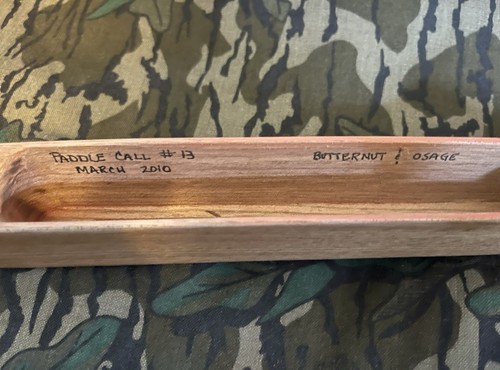 PADDLE CALL # 13
MARCH 2010
BUTTERNUT & OSAGE